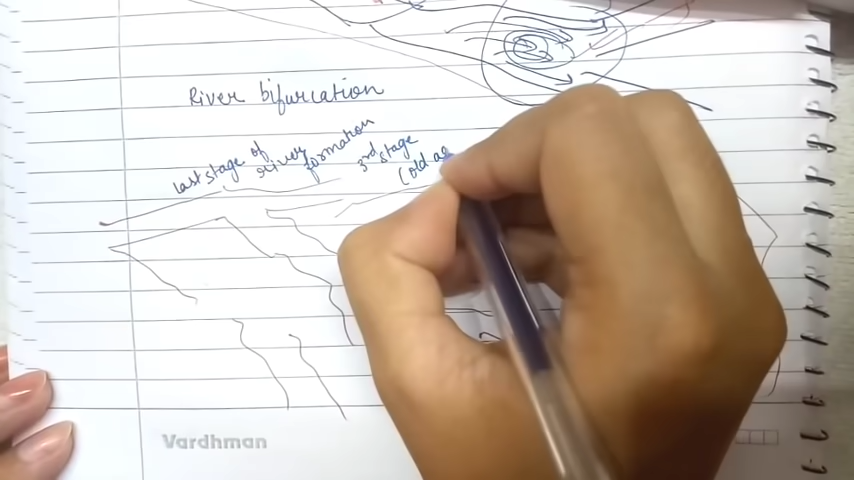 River bifurcation
last stage of
river formation
3rd stage
(old ag
Vardhman